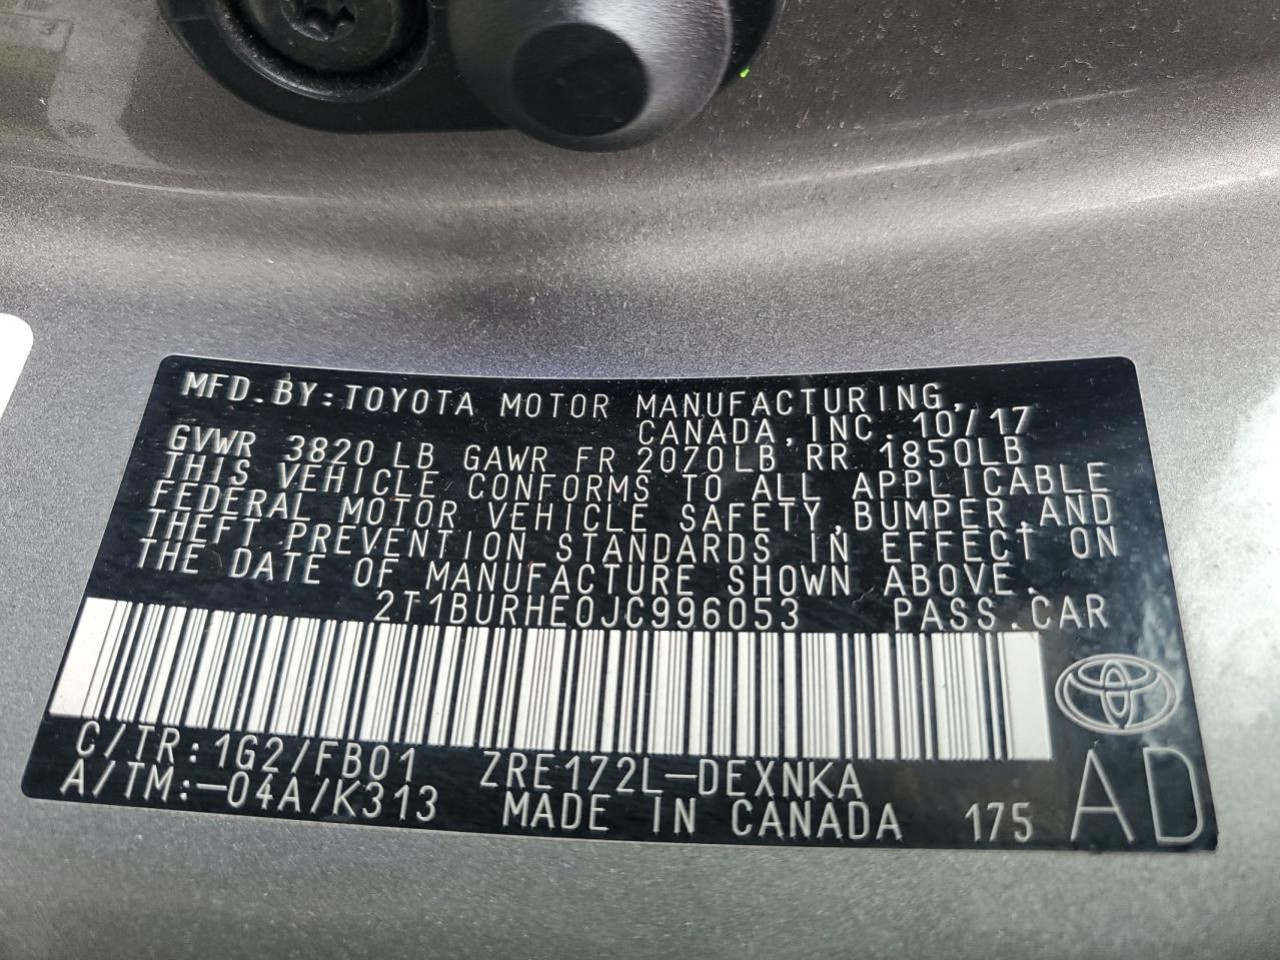 MFD.BY:TOYOTA MOTOR MANUFACTURING,
CANADA,INC.10/17
GVWR 3820 LB GAWR FR 2070LB RR 1850LB
THIS VEHICLE CONFORMS TO ALL APPLICABLE
FEDERAL MOTOR VEHICLE SAFETY,BUMPER,AND
THEFT PREVENTION STANDARDS IN EFFECT ON
THE DATE OF MANUFACTURE SHOWN ABOVE.
2T1BURHE0JC996053 PASS.CAR
C/TR:1G2/FB01 ZRE172L-DEXNKA
A/TM:-04A/K313 MADE IN CANADA 175 AD